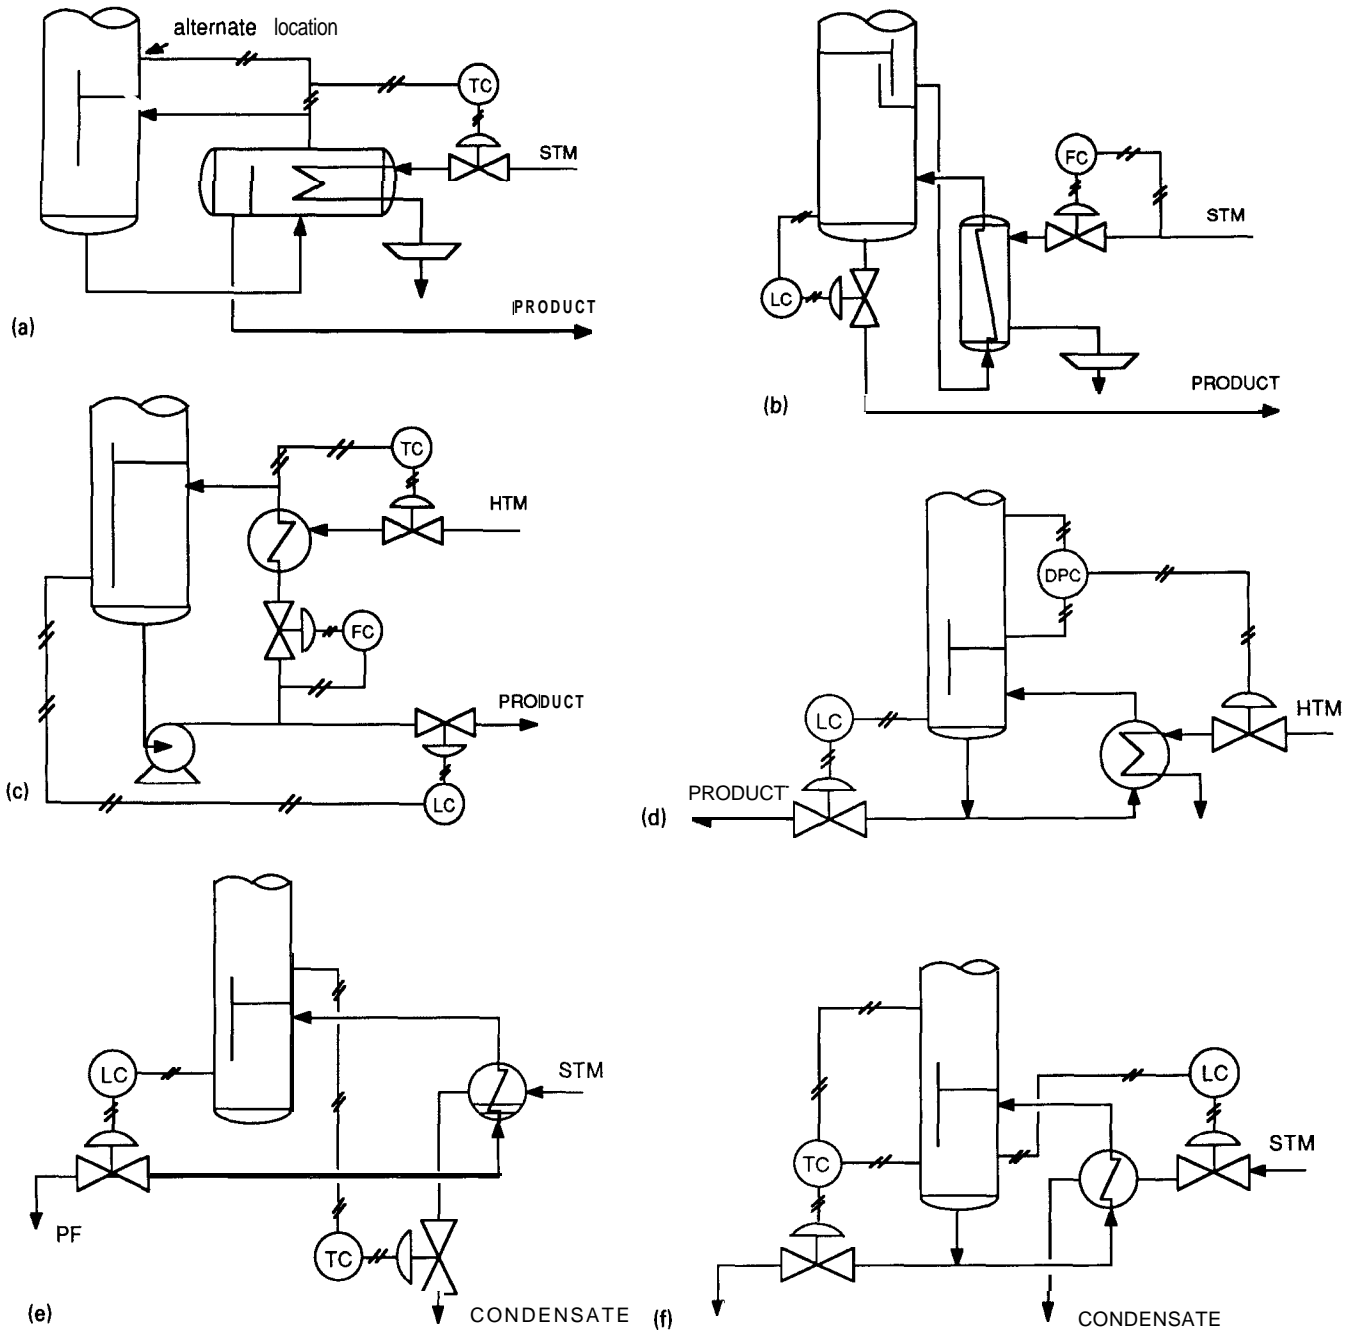 alternate location
TC
STM
PRODUCT
(a)
FC
STM
LC
PRODUCT
(b)
TC
HTM
FC
PRODUCT
LC
(c)
DPC
LC
HTM
PRODUCT
(d)
LC
STM
PF
TC
CONDENSATE
(e)
LC
STM
TC
CONDENSATE
(f)